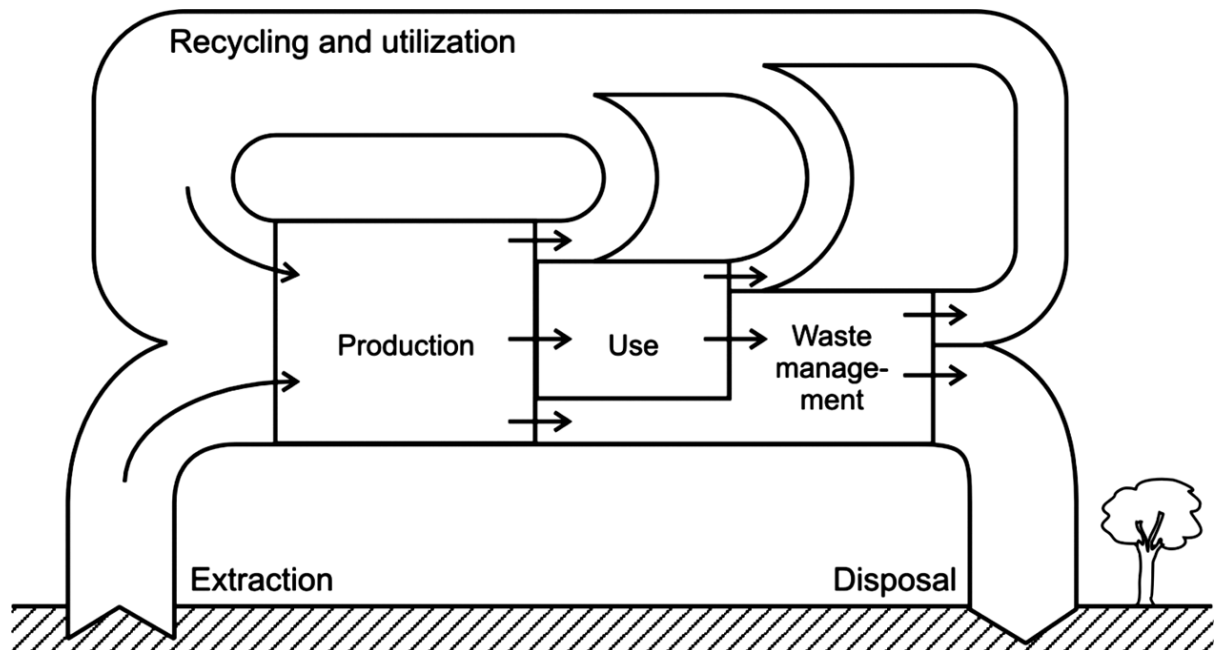 Recycling and utilization
Production
Use
Waste
manage-
ment
Extraction
Disposal